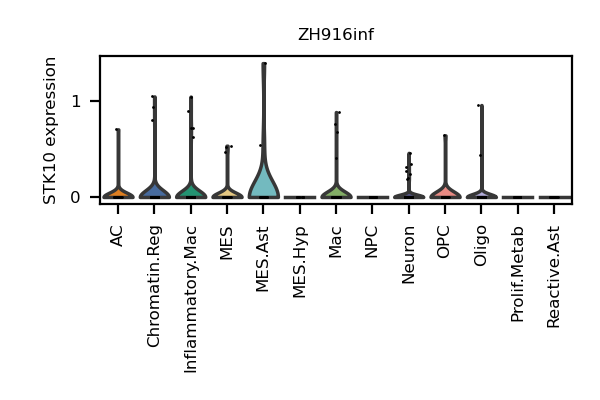 ZH916inf
STK10 expression
1
0
AC
Chromatin.Reg
Inflammatory.Mac
MES
MES.Ast
MES.Hyp
Mac
NPC
Neuron
OPC
Oligo
Prolif.Metab
Reactive.Ast